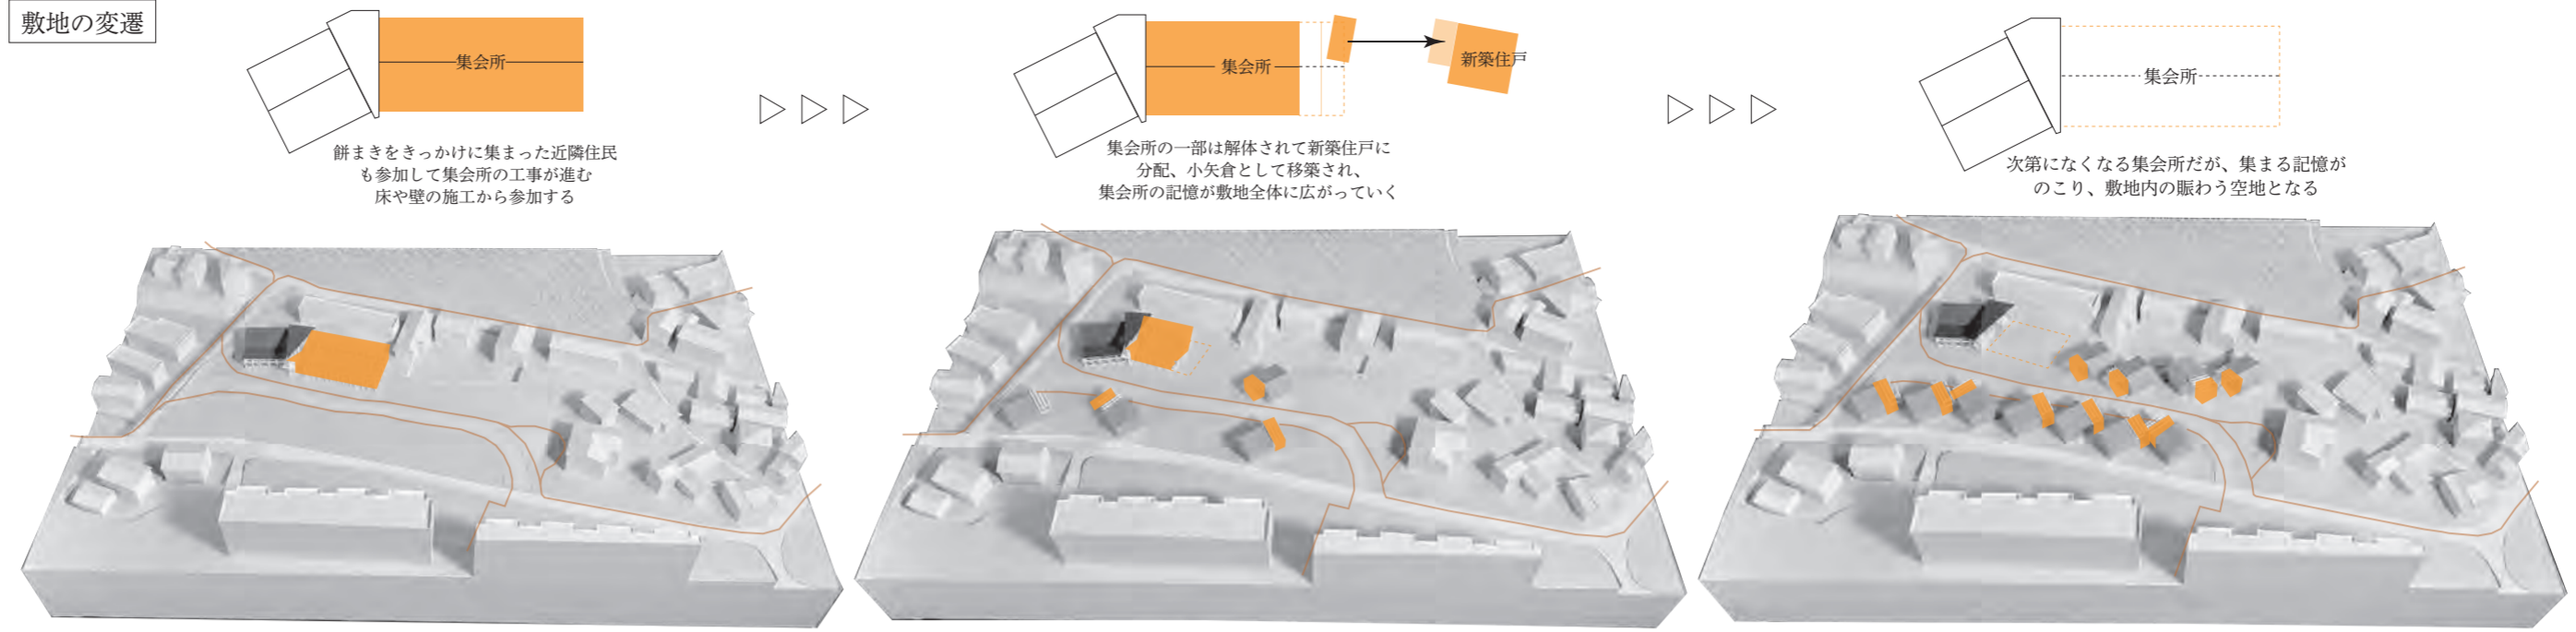 敷地の変遷
集会所
餅まきをきっかけに集まった近隣住民
も参加して集会所の工事が進む
床や壁の施工から参加する
集会所
新築住戸
集会所の一部は解体されて新築住戸に
分配、小矢倉として移築され、
集会所の記憶が敷地全体に広がっていく
集会所
次第になくなる集会所だが、集まる記憶が
のこり、敷地内の賑わう空地となる